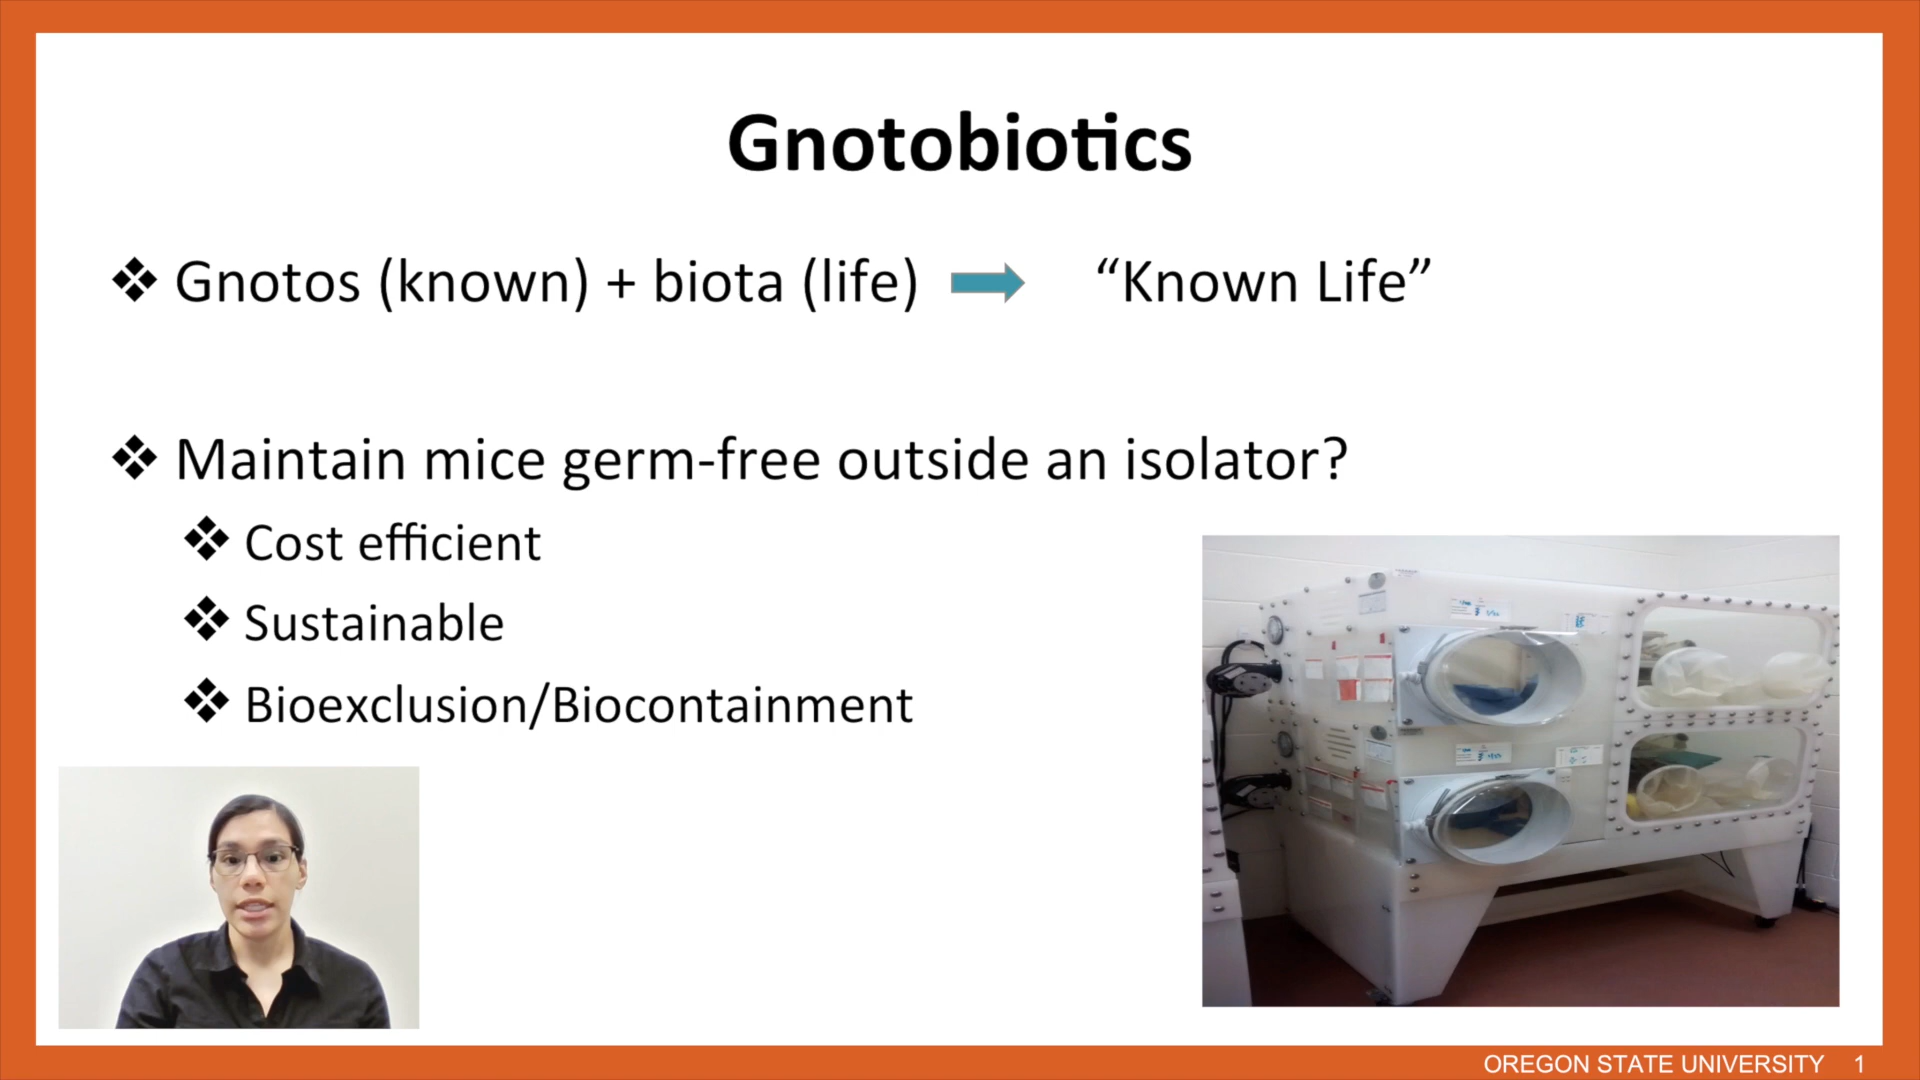 Gnotobiotics
❖ Gnotos (known) + biota (life) “Known Life”
❖ Maintain mice germ-free outside an isolator?
❖ Cost efficient
❖ Sustainable
❖ Bioexclusion/Biocontainment
OREGON STATE UNIVERSITY 1